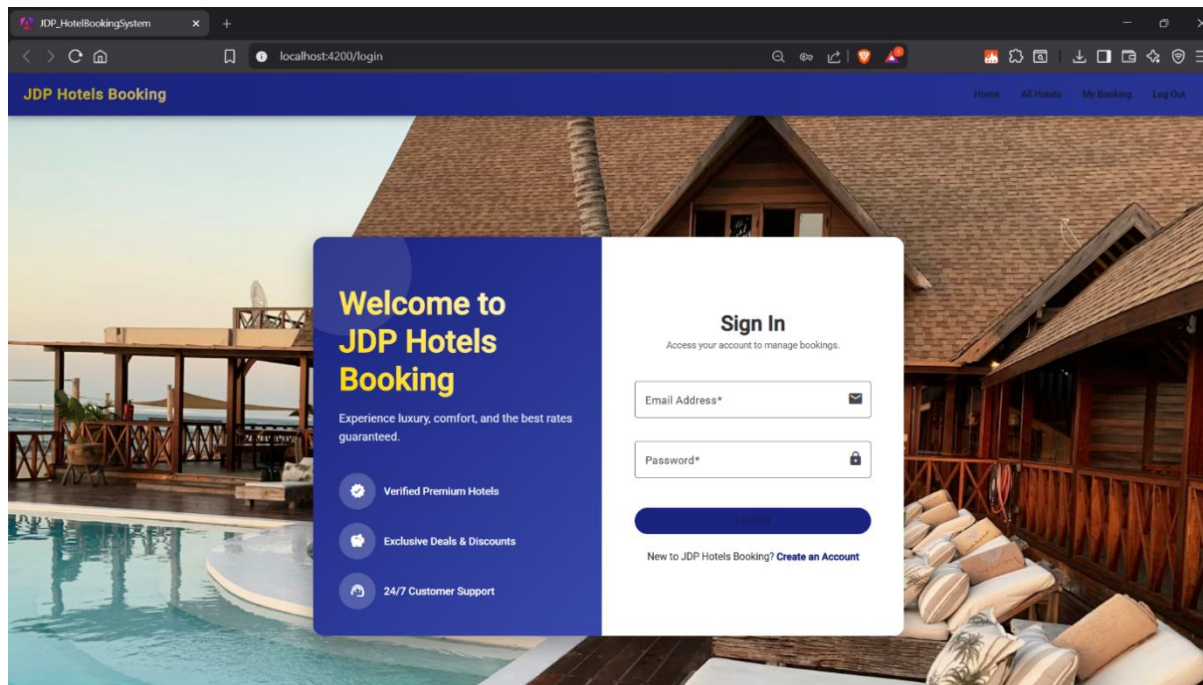 JDP_HotelBookingSystem
localhost:4200/login
JDP Hotels Booking
Home All Hotels My Booking Log Out
Welcome to
JDP Hotels
Booking
Experience luxury, comfort, and the best rates
guaranteed.
Verified Premium Hotels
Exclusive Deals & Discounts
24/7 Customer Support
Sign In
Access your account to manage bookings.
Email Address*
Password*
New to JDP Hotels Booking? Create an Account